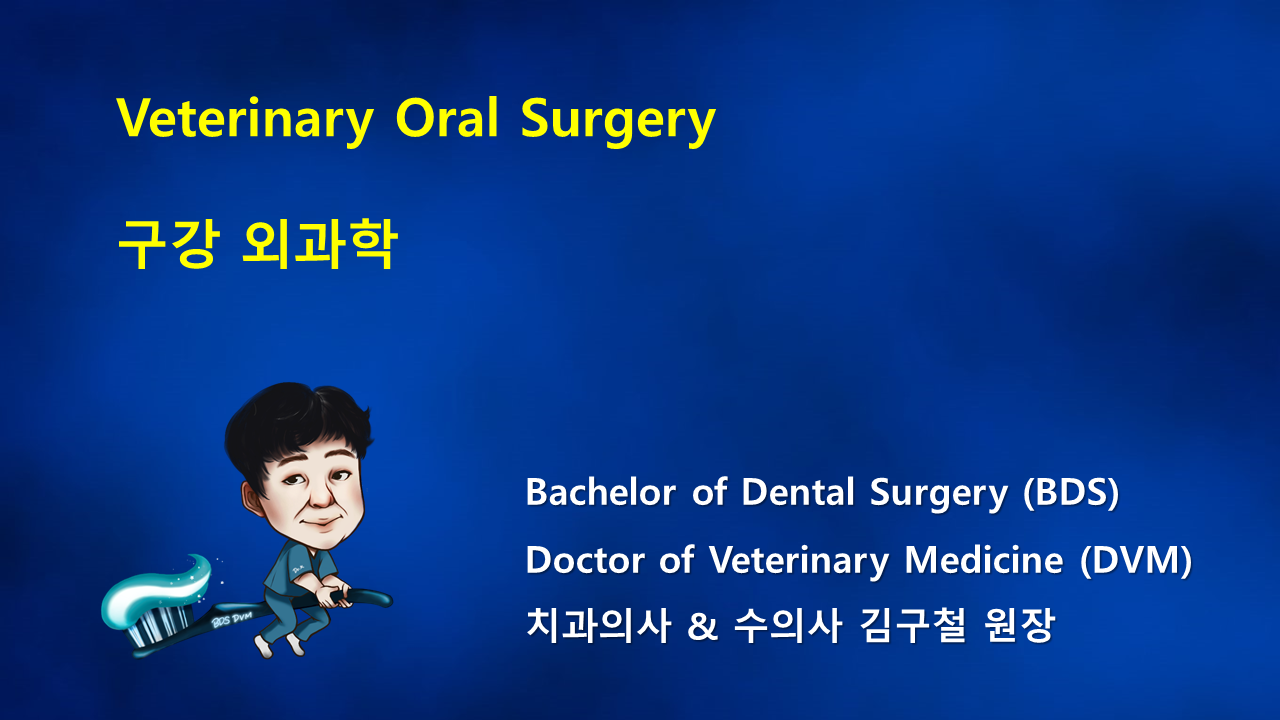 Veterinary Oral Surgery
구강 외과학
Bachelor of Dental Surgery (BDS)
Doctor of Veterinary Medicine (DVM)
치과의사 & 수의사 김구철 원장
BDS DVM